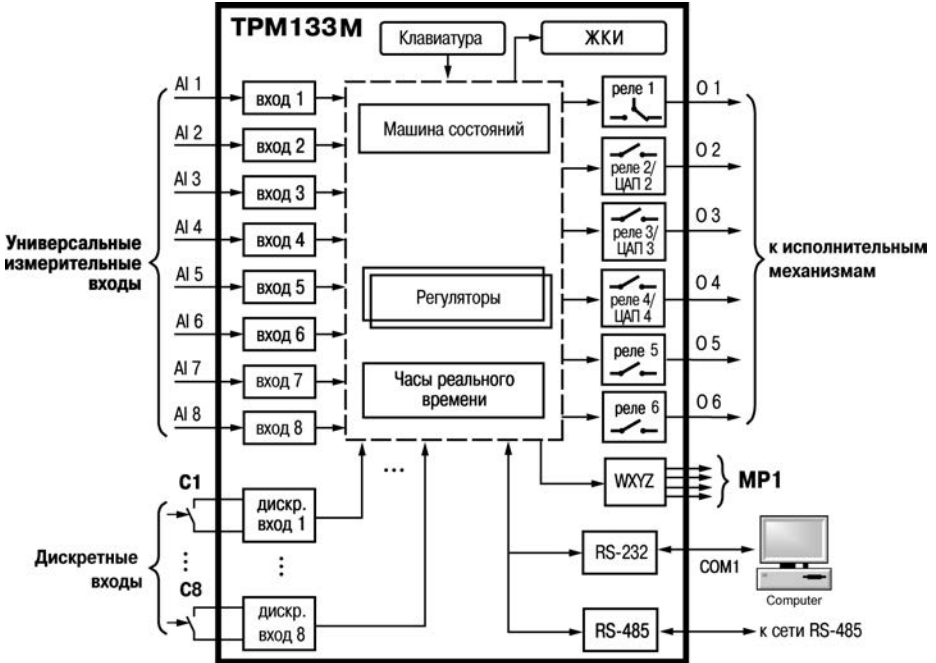 ТРМ133М
Клавиатура
ЖКИ
AI 1
вход 1
AI 2
вход 2
AI 3
вход 3
AI 4
вход 4
AI 5
вход 5
AI 6
вход 6
AI 7
вход 7
AI 8
вход 8
Универсальные
измерительные
входы
Машина состояний
Регуляторы
Часы реального
времени
реле 1
O 1
реле 2/
ЦАП 2
O 2
реле 3/
ЦАП 3
O 3
реле 4/
ЦАП 4
O 4
реле 5
O 5
реле 6
O 6
к исполнительным
механизмам
WXYZ
МР1
...
C1
дискр.
вход 1
Дискретные
входы
C8
дискр.
вход 8
RS-232
COM1
Computer
RS-485
к сети RS-485